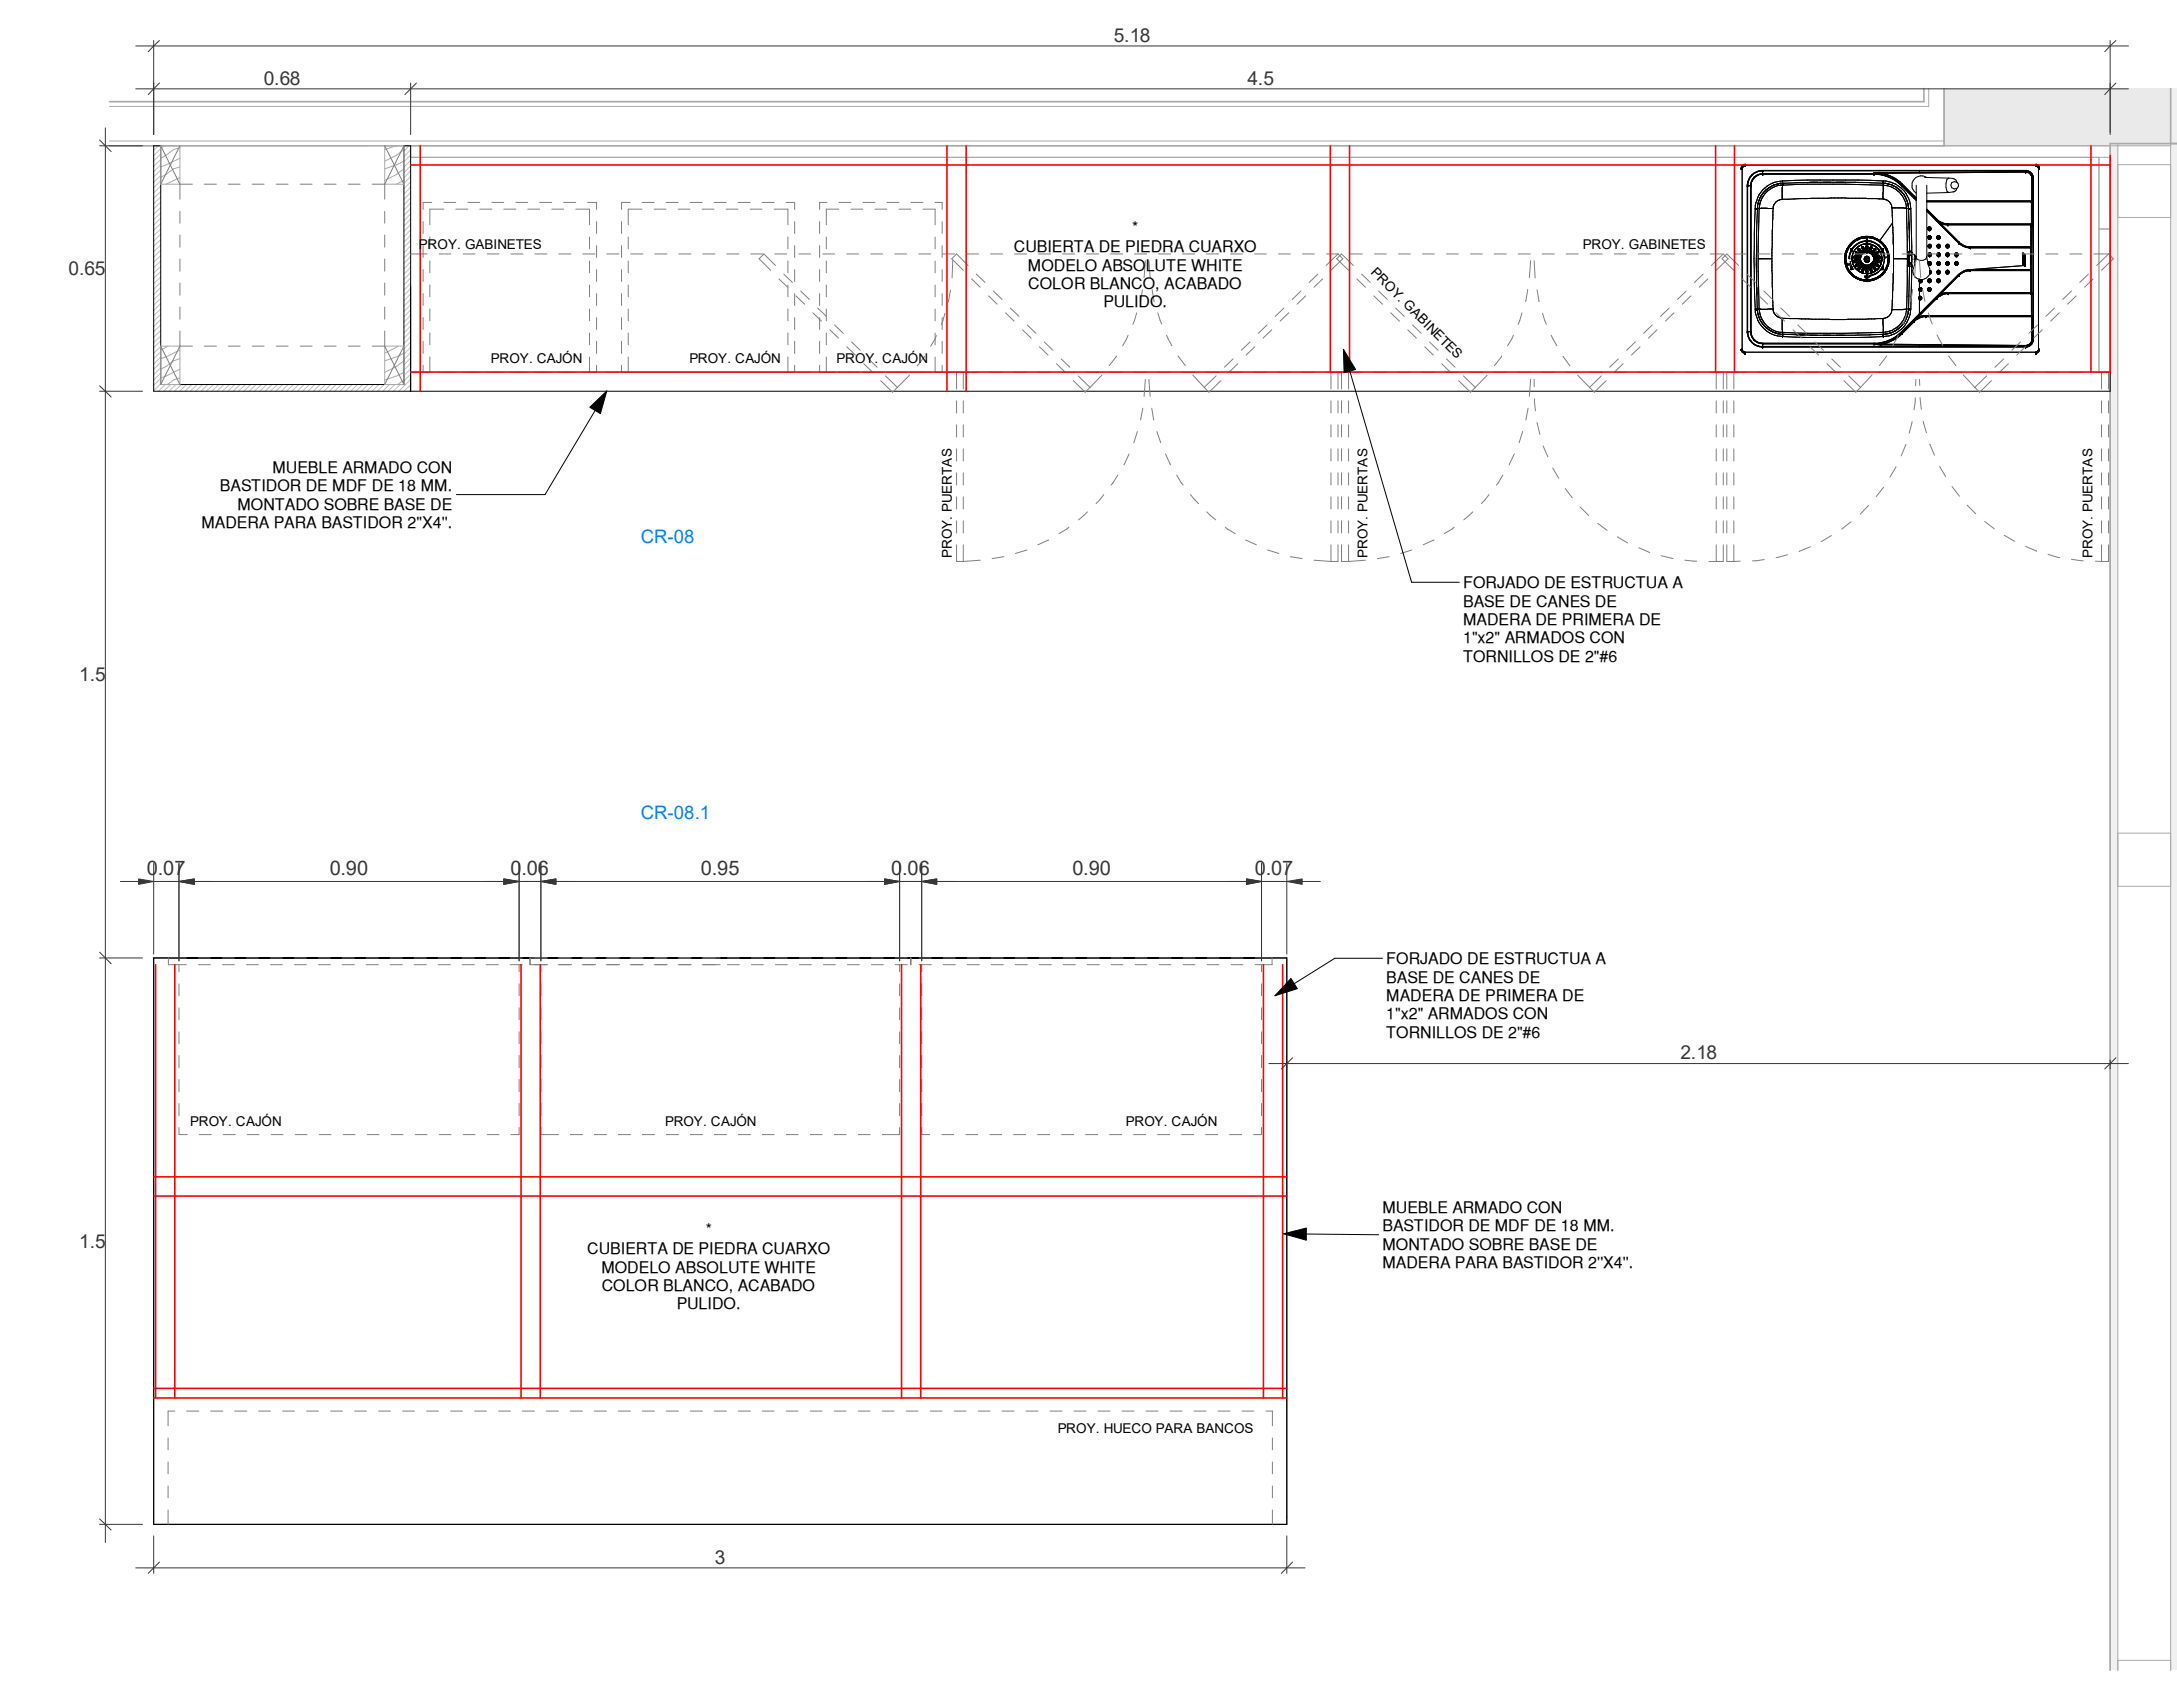 5.18
0.68
4.5
0.65
PROY. GABINETES
*
CUBIERTA DE PIEDRA CUARXO
MODELO ABSOLUTE WHITE
COLOR BLANCO, ACABADO
PULIDO.
PROY. GABINETES
PROY. GABINETES
PROY. CAJÓN
PROY. CAJÓN
PROY. CAJÓN
MUEBLE ARMADO CON
BASTIDOR DE MDF DE 18 MM.
MONTADO SOBRE BASE DE
MADERA PARA BASTIDOR 2"X4".
PROY. PUERTAS
PROY. PUERTAS
PROY. PUERTAS
CR-08
FORJADO DE ESTRUCTUA A
BASE DE CANES DE
MADERA DE PRIMERA DE
1"x2" ARMADOS CON
TORNILLOS DE 2"#6
1.5
CR-08.1
0.07
0.90
0.06
0.95
0.06
0.90
0.07
FORJADO DE ESTRUCTUA A
BASE DE CANES DE
MADERA DE PRIMERA DE
1"x2" ARMADOS CON
TORNILLOS DE 2"#6
2.18
PROY. CAJÓN
PROY. CAJÓN
PROY. CAJÓN
1.5
*
CUBIERTA DE PIEDRA CUARXO
MODELO ABSOLUTE WHITE
COLOR BLANCO, ACABADO
PULIDO.
MUEBLE ARMADO CON
BASTIDOR DE MDF DE 18 MM.
MONTADO SOBRE BASE DE
MADERA PARA BASTIDOR 2"X4".
PROY. HUECO PARA BANCOS
3